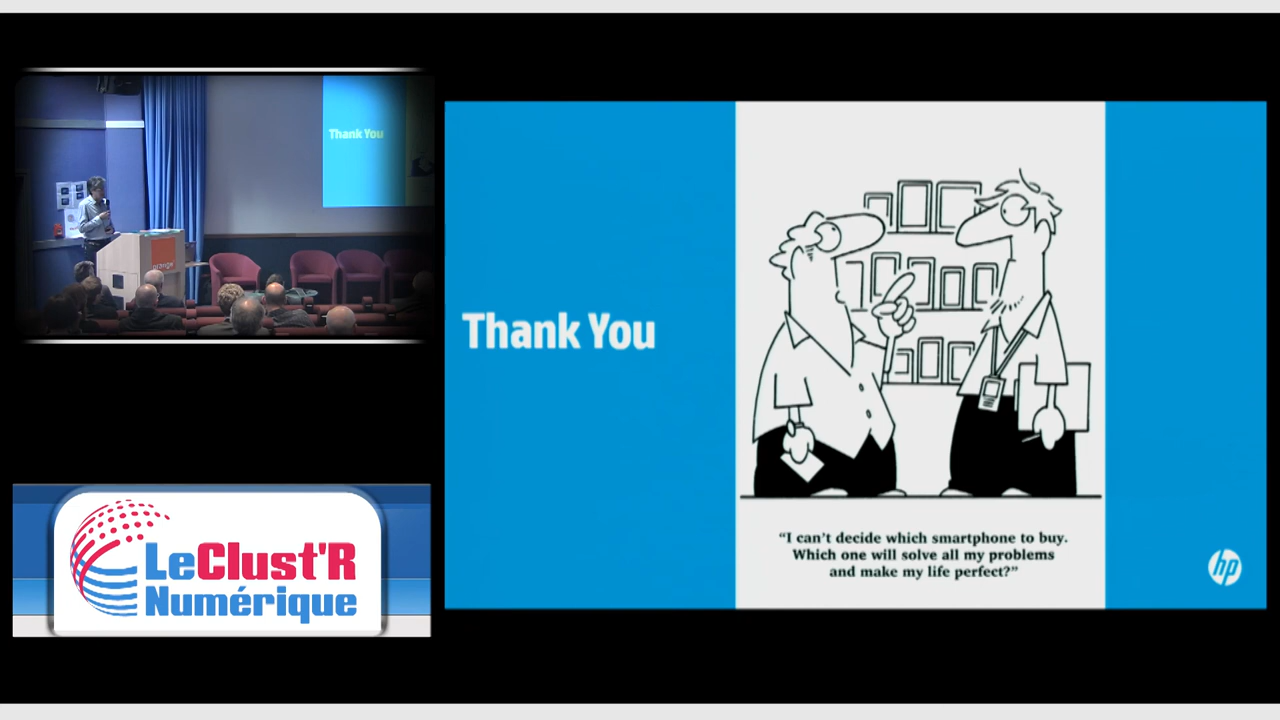 Thank You
orange
Thank You
“I can’t decide which smartphone to buy.
Which one will solve all my problems
and make my life perfect?”
hp
LeClust'R
Numérique